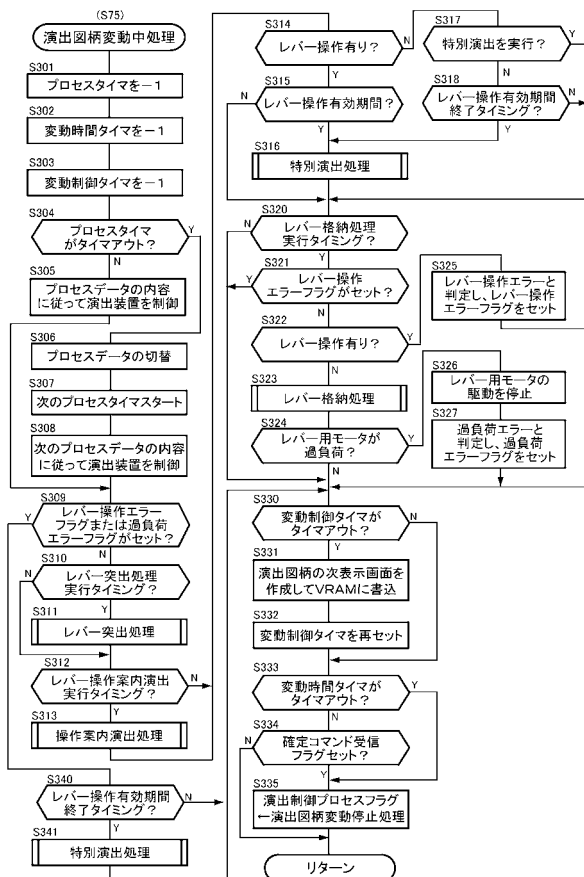 (S75)
演出図柄変動中処理
S301
プロセスタイマを－1
S302
変動時間タイマを－1
S303
変動制御タイマを－1
S304
プロセスタイマ
がタイムアウト？
Y
N
S305
プロセスデータの内容
に従って演出装置を制御
S306
プロセスデータの切替
S307
次のプロセスタイマスタート
S308
次のプロセスデータの内容
に従って演出装置を制御
S309
Y
レバー操作エラー
フラグまたは過負荷
エラーフラグがセット？
N
S310
レバー突出処理
実行タイミング？
N
Y
S311
レバー突出処理
S312
レバー操作案内演出
実行タイミング？
N
Y
S313
操作案内演出処理
S340
レバー操作有効期間
終了タイミング？
N
Y
S341
特別演出処理
S314
レバー操作有り？
N
Y
S315
N
レバー操作有効期間？
Y
S316
特別演出処理
S317
特別演出を実行？
Y
N
S318
レバー操作有効期間
終了タイミング？
N
Y
S320
N
レバー格納処理
実行タイミング？
Y
S321
レバー操作
エラーフラグがセット？
Y
N
S322
レバー操作有り？
Y
N
S323
レバー格納処理
S324
レバー用モータが
過負荷？
Y
N
S325
レバー操作エラーと
判定し、レバー操作
エラーフラグをセット
S326
レバー用モータの
駆動を停止
S327
過負荷エラーと
判定し、過負荷
エラーフラグをセット
S330
変動制御タイマが
タイムアウト？
N
Y
S331
演出図柄の次表示画面を
作成してVRAMに書込
S332
変動制御タイマを再セット
S333
変動時間タイマが
タイムアウト？
Y
N
S334
N
確定コマンド受信
フラグセット？
Y
S335
演出制御プロセスフラグ
←演出図柄変動停止処理
リターン